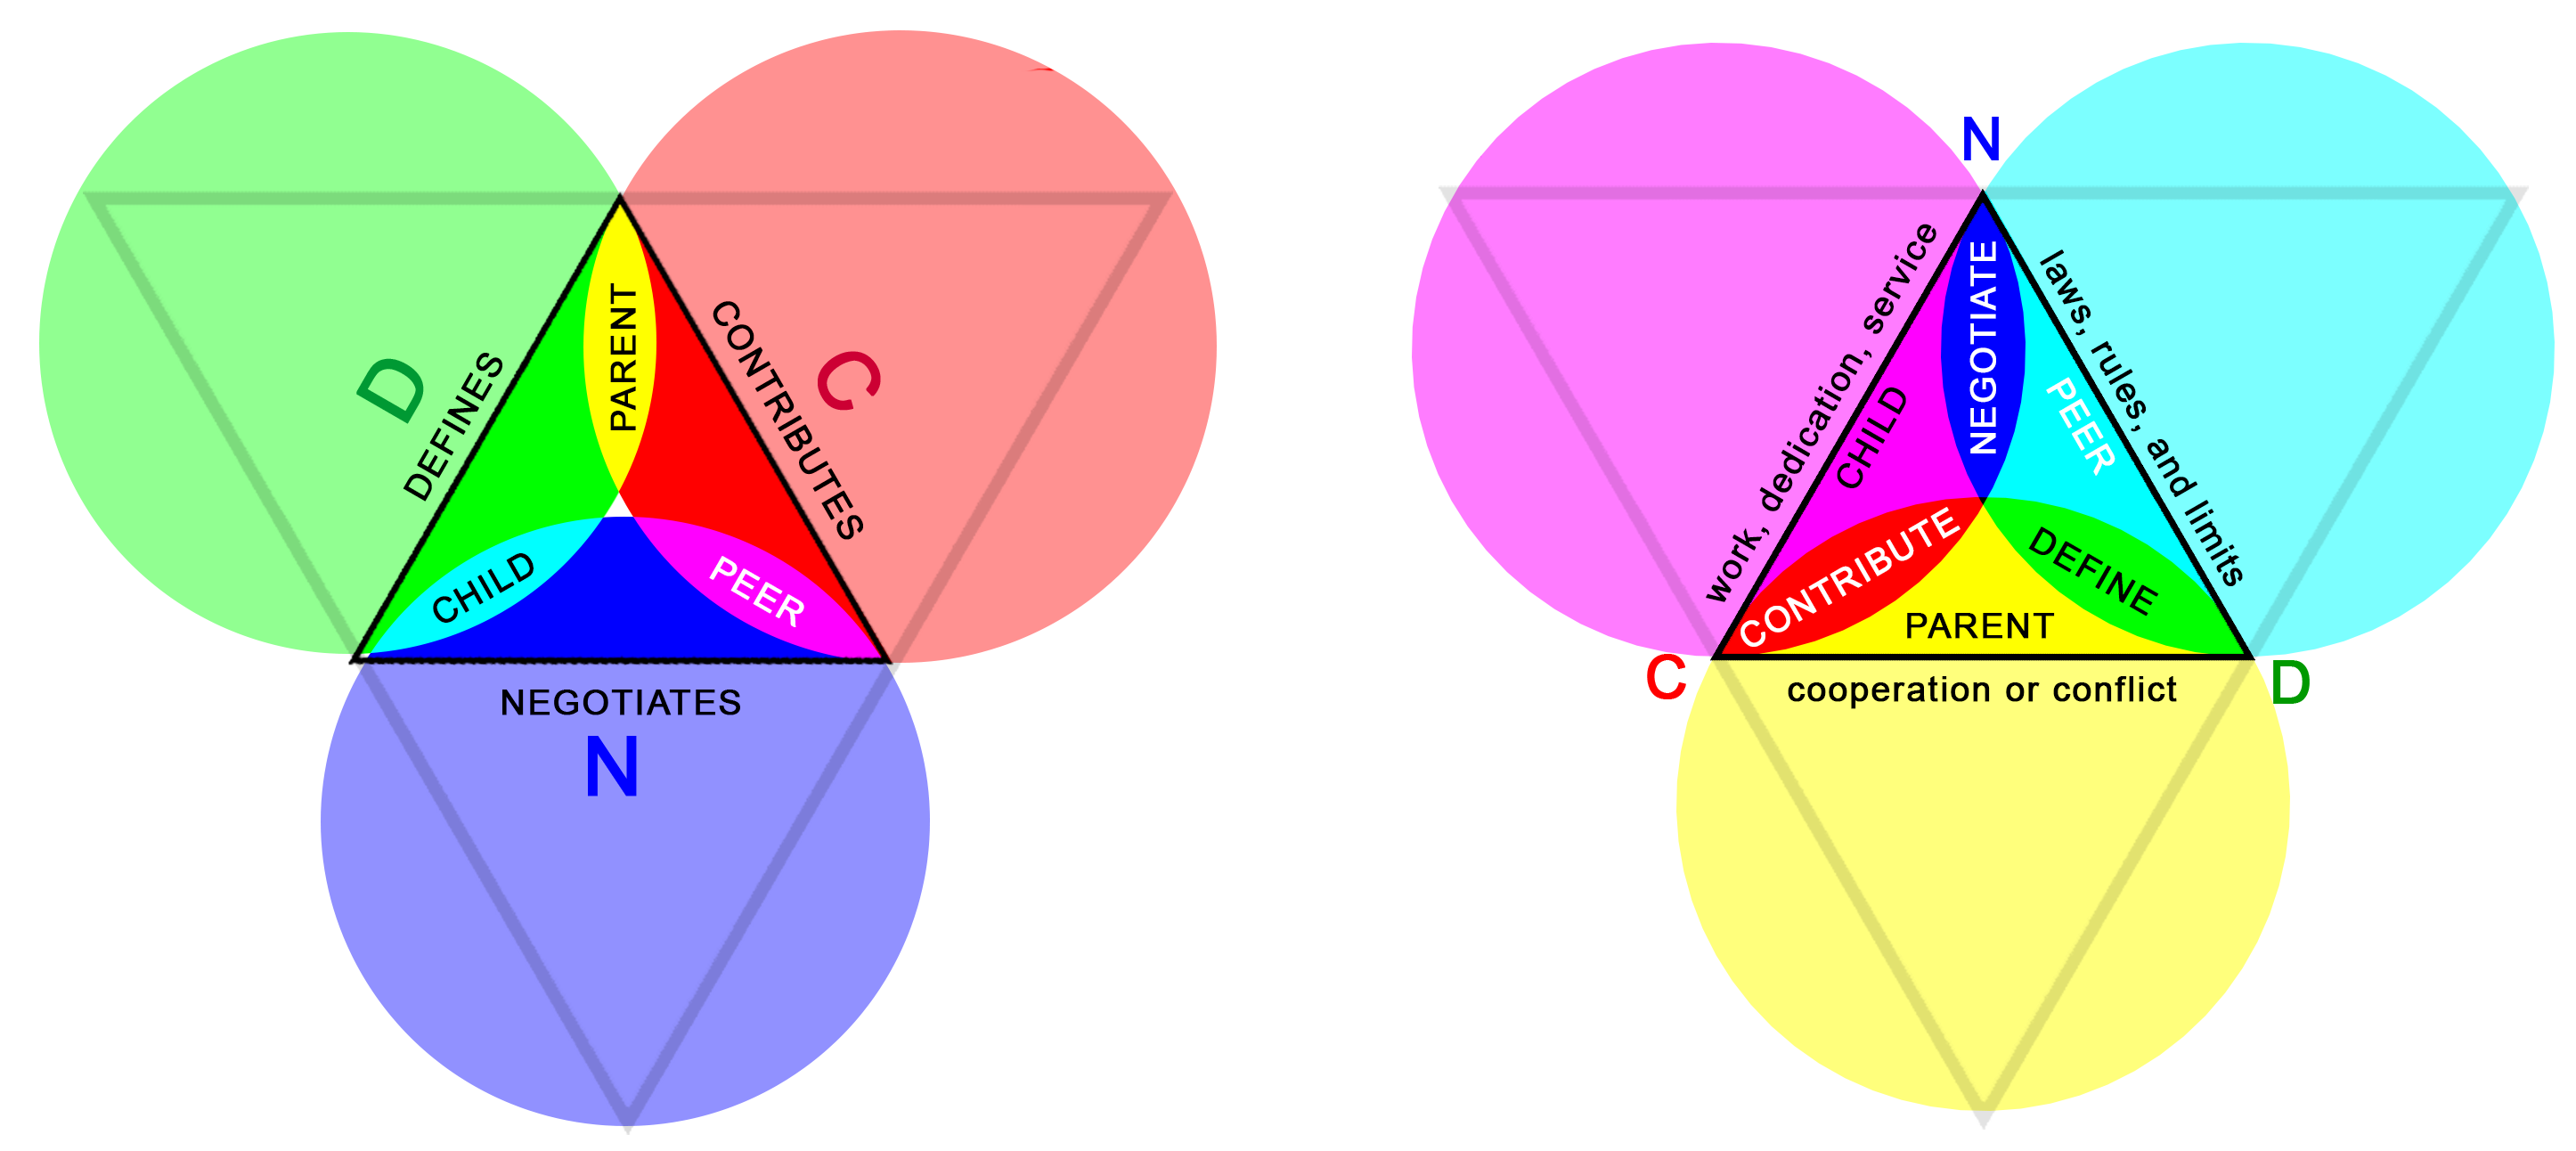 D
DEFINES
PARENT
CONTRIBUTES
C
CHILD
PEER
NEGOTIATES
N
N
work, dedication, service
CHILD
NEGOTIATE
PEER
laws, rules, and limits
CONTRIBUTE
DEFINE
PARENT
C
cooperation or conflict
D